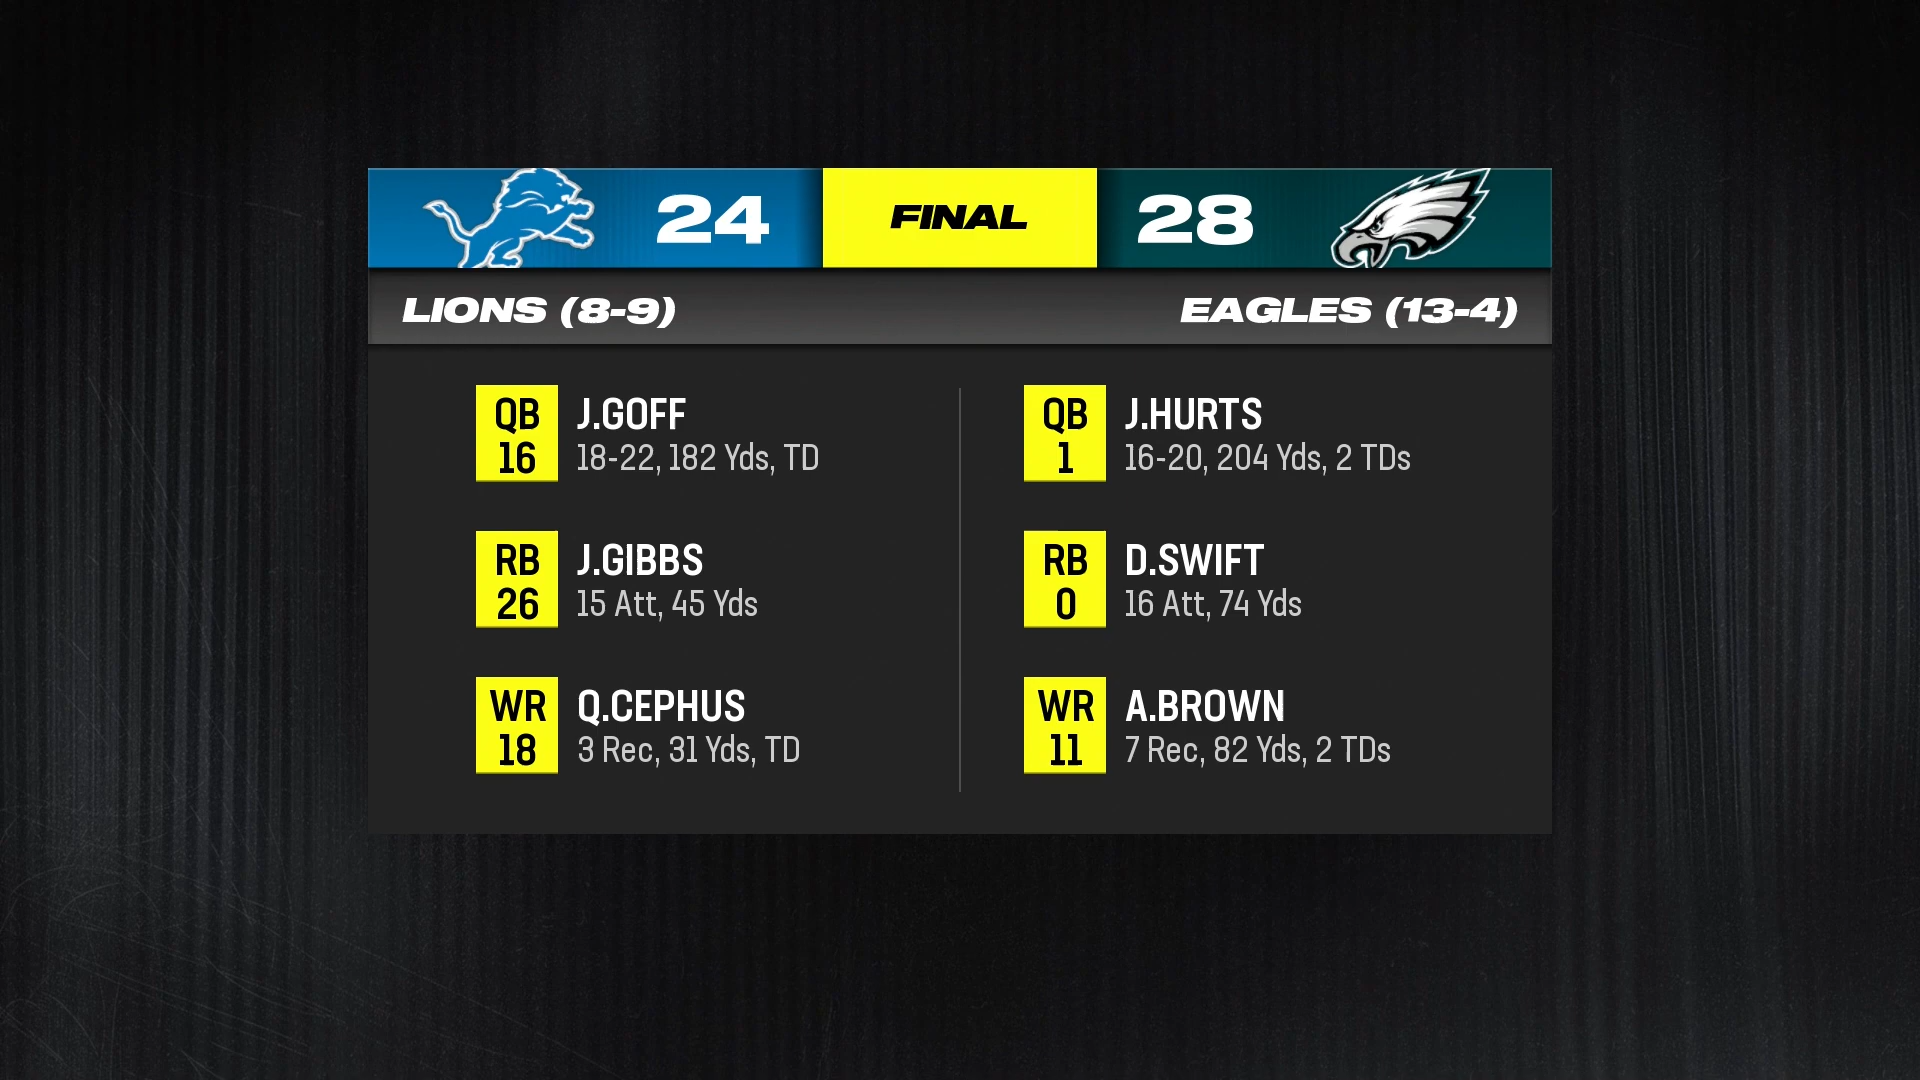 24 FINAL 28
LIONS (8-9) EAGLES (13-4)
QB 16
J.GOFF
18-22, 182 Yds, TD
RB 26
J.GIBBS
15 Att, 45 Yds
WR 18
Q.CEPHUS
3 Rec, 31 Yds, TD
QB 1
J.HURTS
16-20, 204 Yds, 2 TDs
RB 0
D.SWIFT
16 Att, 74 Yds
WR 11
A.BROWN
7 Rec, 82 Yds, 2 TDs